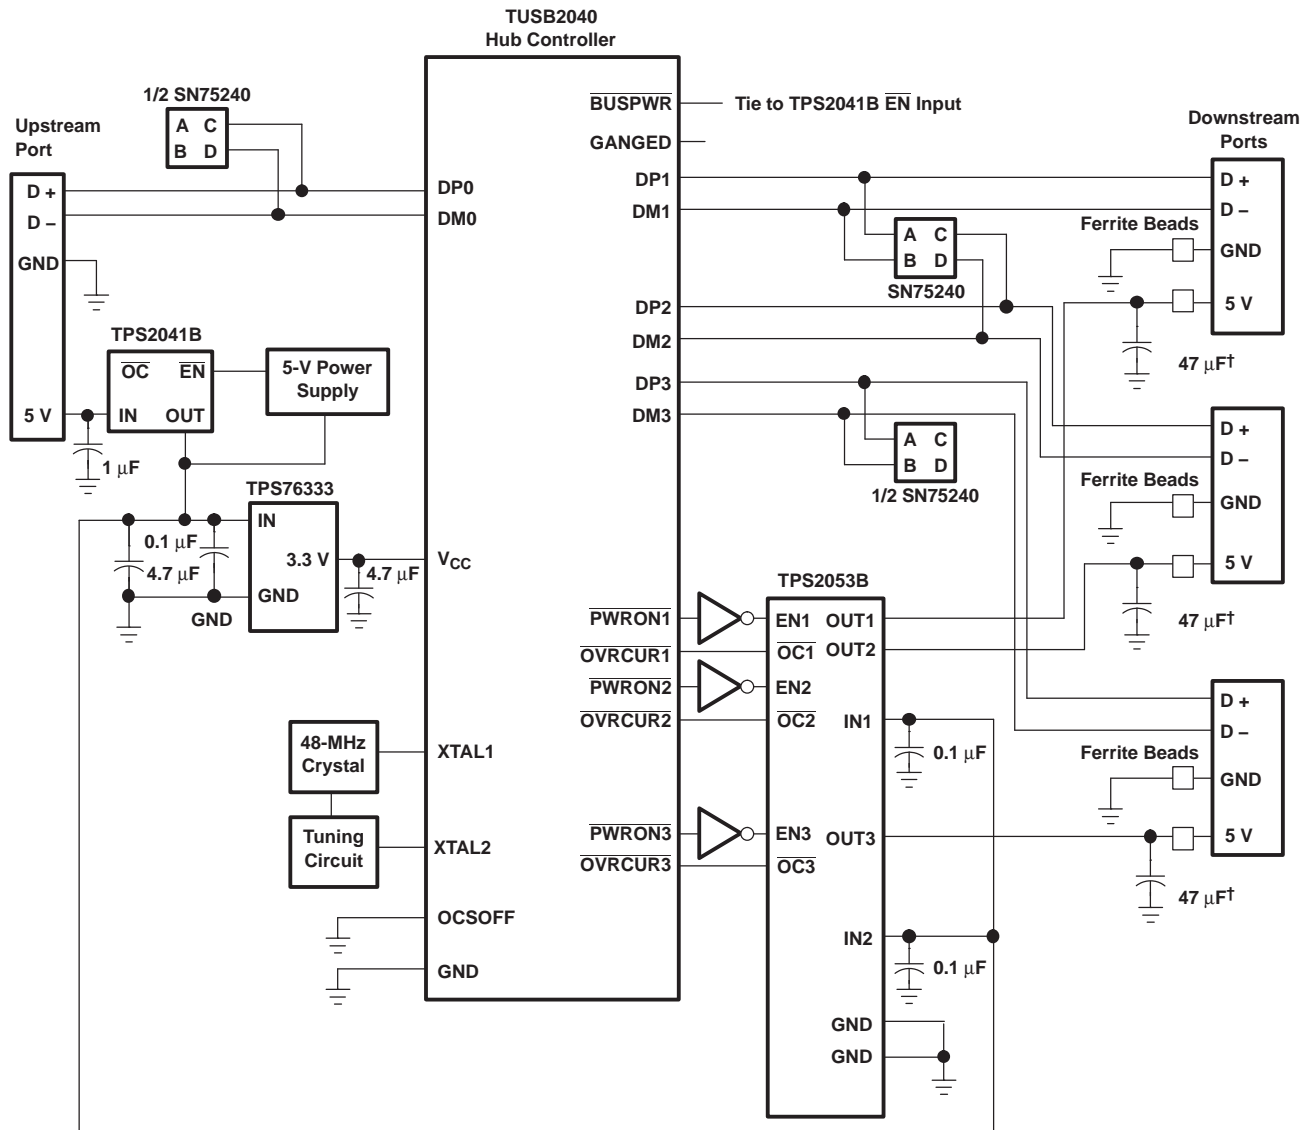 TUSB2040
Hub Controller
1/2 SN75240
A C
B D
Upstream
Port
D +
D −
GND
5 V
BUSPWR
Tie to TPS2041B EN Input
GANGED
DP0
DM0
DP1
DM1
Downstream
Ports
D +
D −
Ferrite Beads
GND
5 V
47 µF†
A C
B D
SN75240
DP2
DM2
DP3
DM3
A C
B D
1/2 SN75240
TPS2041B
OC EN
IN OUT
5-V Power
Supply
1 µF
TPS76333
IN
3.3 V
GND
0.1 µF
4.7 µF
GND
4.7 µF
VCC
D +
D −
Ferrite Beads
GND
5 V
47 µF†
TPS2053B
PWRON1
EN1
OUT1
OVRCUR1
OC1
OUT2
PWRON2
EN2
OVRCUR2
OC2
IN1
0.1 µF
48-MHz
Crystal
XTAL1
Tuning
Circuit
XTAL2
PWRON3
EN3
OUT3
OVRCUR3
OC3
D +
D −
Ferrite Beads
GND
5 V
47 µF†
OCSOFF
GND
IN2
0.1 µF
GND
GND